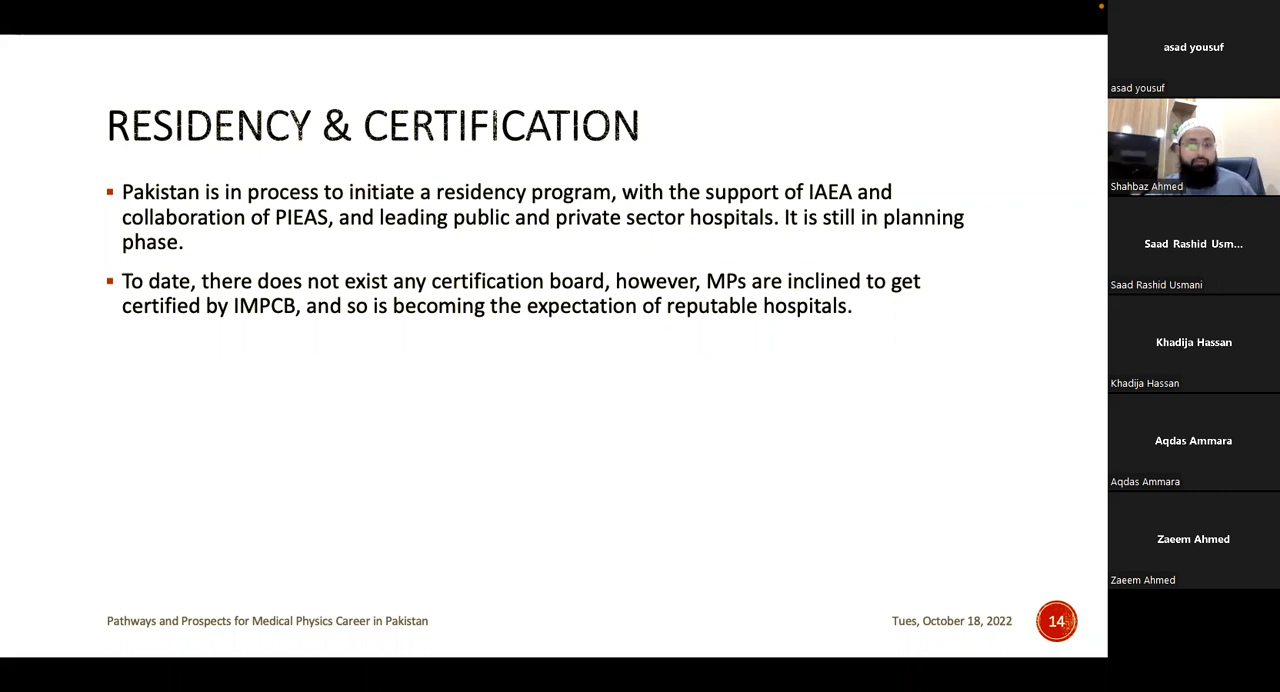 RESIDENCY & CERTIFICATION
Pakistan is in process to initiate a residency program, with the support of IAEA and
collaboration of PIEAS, and leading public and private sector hospitals. It is still in planning
phase.
To date, there does not exist any certification board, however, MPs are inclined to get
certified by IMPCB, and so is becoming the expectation of reputable hospitals.
Pathways and Prospects for Medical Physics Career in Pakistan
Tues, October 18, 2022
14
asad yousuf
asad yousuf
Shahbaz Ahmed
Saad Rashid Usm...
Saad Rashid Usmani
Khadija Hassan
Khadija Hassan
Aqdas Ammara
Aqdas Ammara
Zaeem Ahmed
Zaeem Ahmed